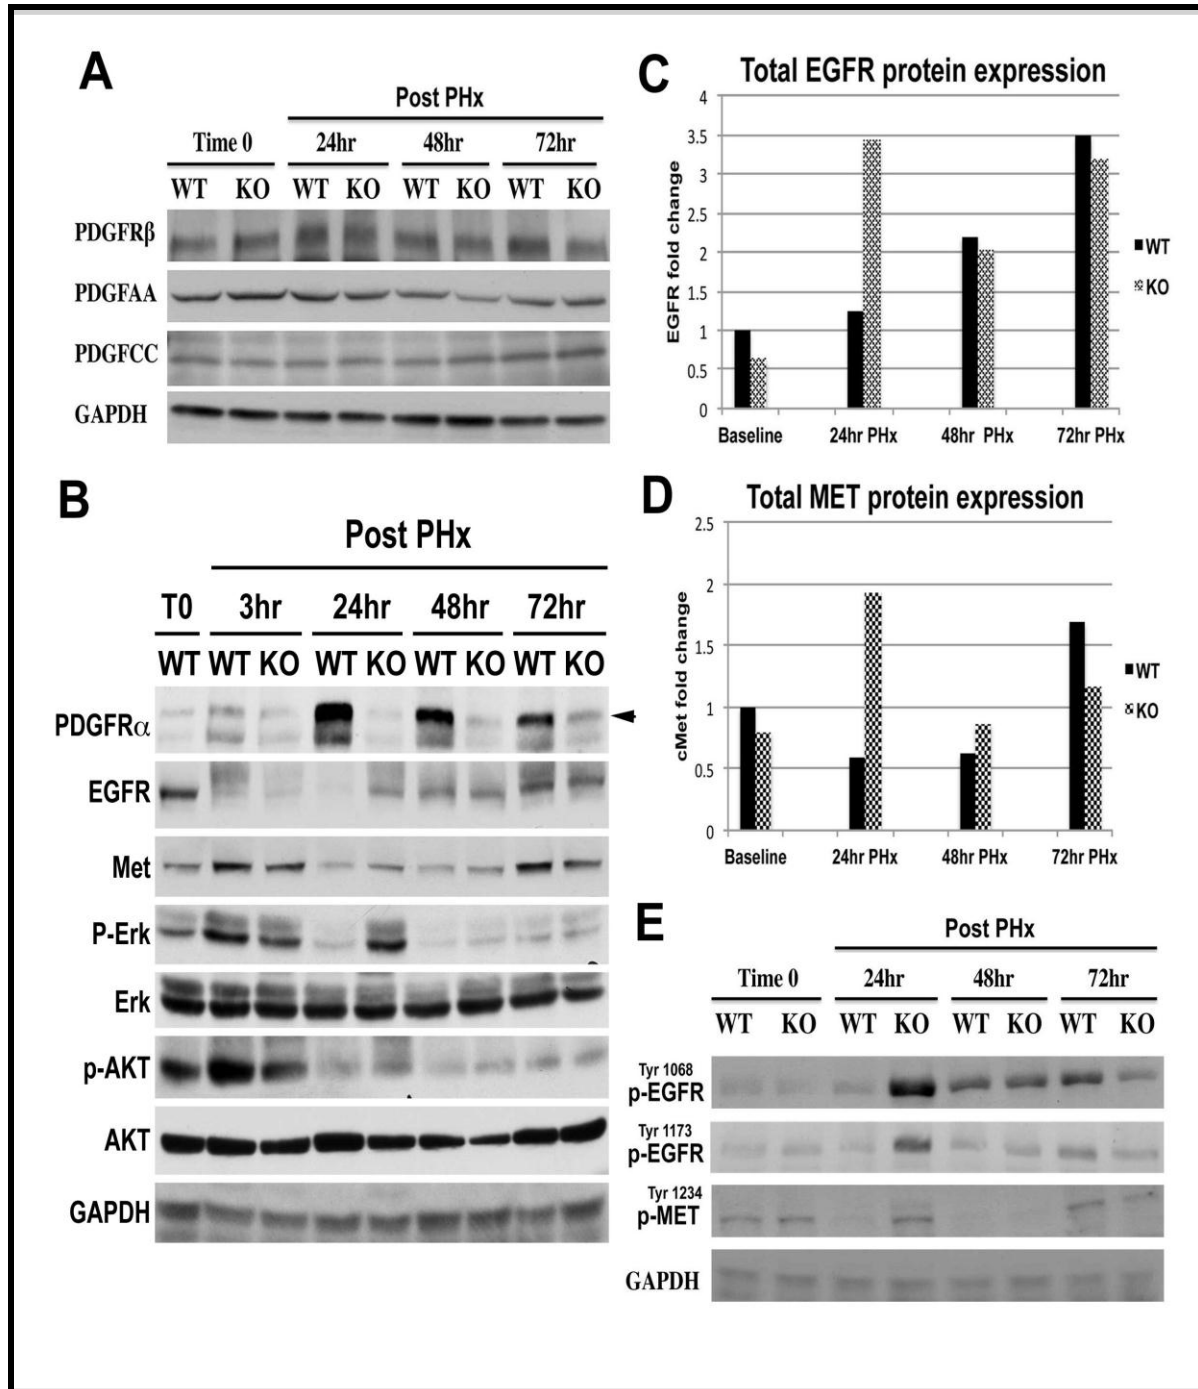 A
Post PHx
Time 0 24hr 48hr 72hr
WT KO WT KO WT KO WT KO
PDGFRβ
PDGFAA
PDGFCC
GAPDH
B
Post PHx
T0 3hr 24hr 48hr 72hr
WT WT KO WT KO WT KO WT KO
PDGFRα
EGFR
Met
P-Erk
Erk
p-AKT
AKT
GAPDH
C
Total EGFR protein expression
EGFR fold change
4
3.5
3
2.5
2
1.5
1
0.5
0
Baseline 24hr PHx 48hr PHx 72hr PHx
WT
KO
D
Total MET protein expression
cMet fold change
2.5
2
1.5
1
0.5
0
Baseline 24hr PHx 48hr PHx 72hr PHx
WT
KO
E
Post PHx
Time 0 24hr 48hr 72hr
WT KO WT KO WT KO WT KO
Tyr 1068
p-EGFR
Tyr 1173
p-EGFR
Tyr 1234
p-MET
GAPDH